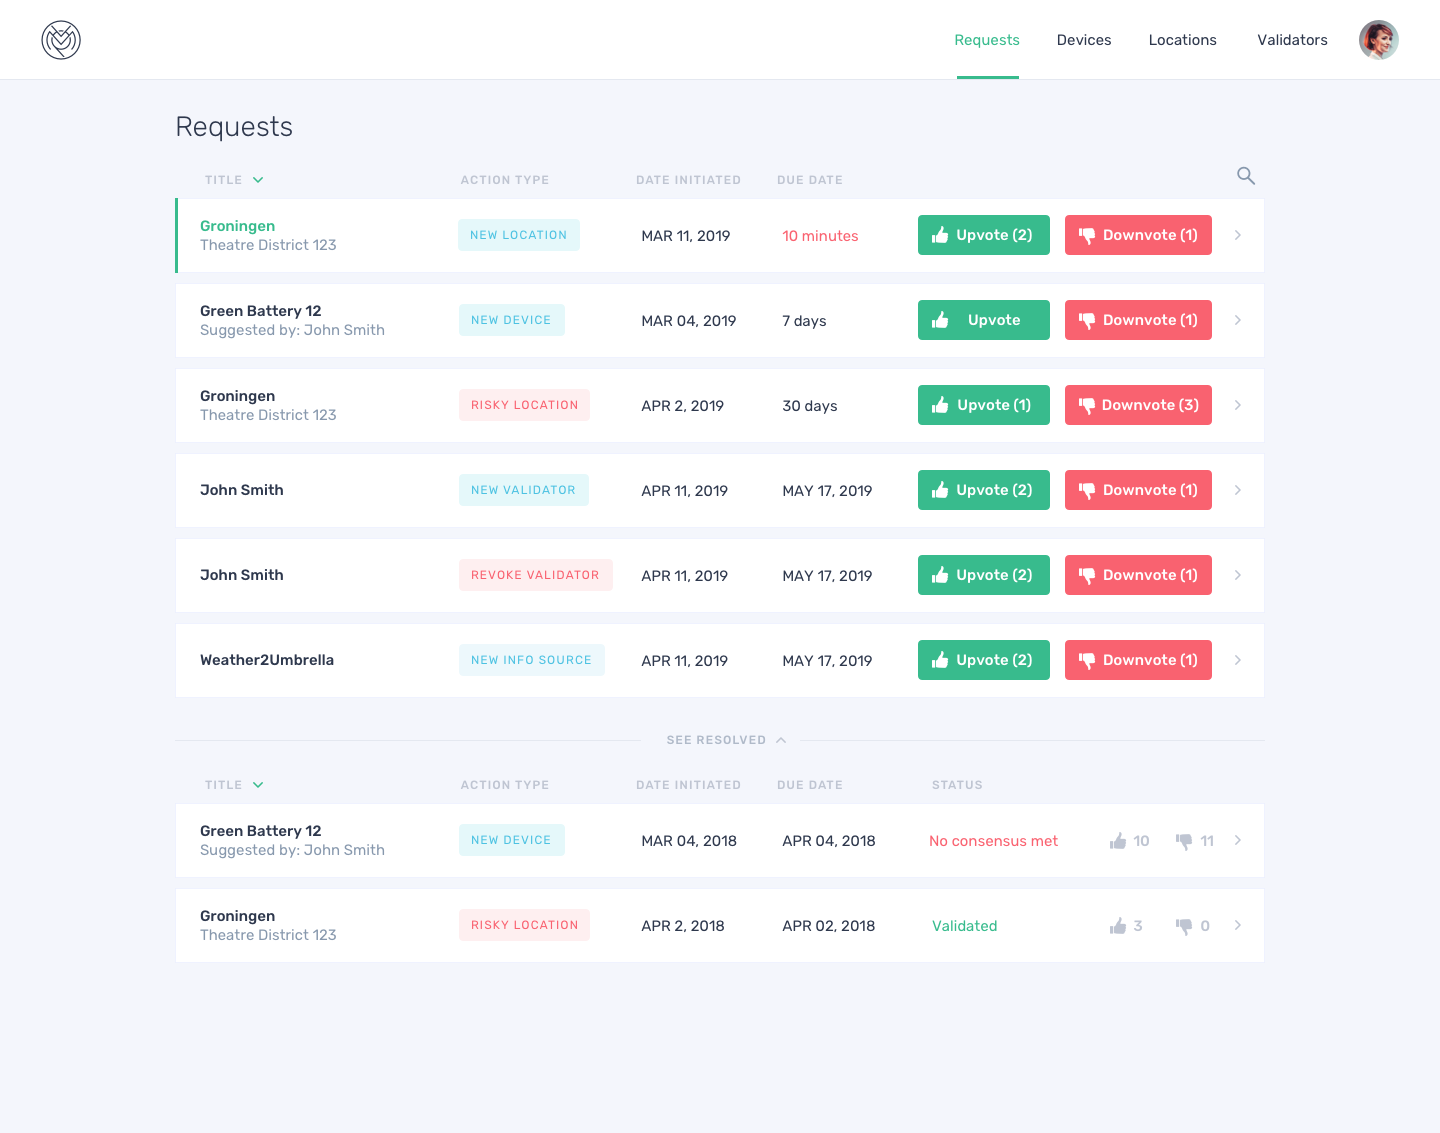 Requests Devices Locations Validators
Requests
TITLE ACTION TYPE DATE INITIATED DUE DATE
Groningen
Theatre District 123
NEW LOCATION MAR 11, 2019 10 minutes Upvote (2) Downvote (1)
Green Battery 12
Suggested by: John Smith
NEW DEVICE MAR 04, 2019 7 days Upvote Downvote (1)
Groningen
Theatre District 123
RISKY LOCATION APR 2, 2019 30 days Upvote (1) Downvote (3)
John Smith NEW VALIDATOR APR 11, 2019 MAY 17, 2019 Upvote (2) Downvote (1)
John Smith REVOKE VALIDATOR APR 11, 2019 MAY 17, 2019 Upvote (2) Downvote (1)
Weather2Umbrella NEW INFO SOURCE APR 11, 2019 MAY 17, 2019 Upvote (2) Downvote (1)
SEE RESOLVED
TITLE ACTION TYPE DATE INITIATED DUE DATE STATUS
Green Battery 12
Suggested by: John Smith
NEW DEVICE MAR 04, 2018 APR 04, 2018 No consensus met 10 11
Groningen
Theatre District 123
RISKY LOCATION APR 2, 2018 APR 02, 2018 Validated 3 0